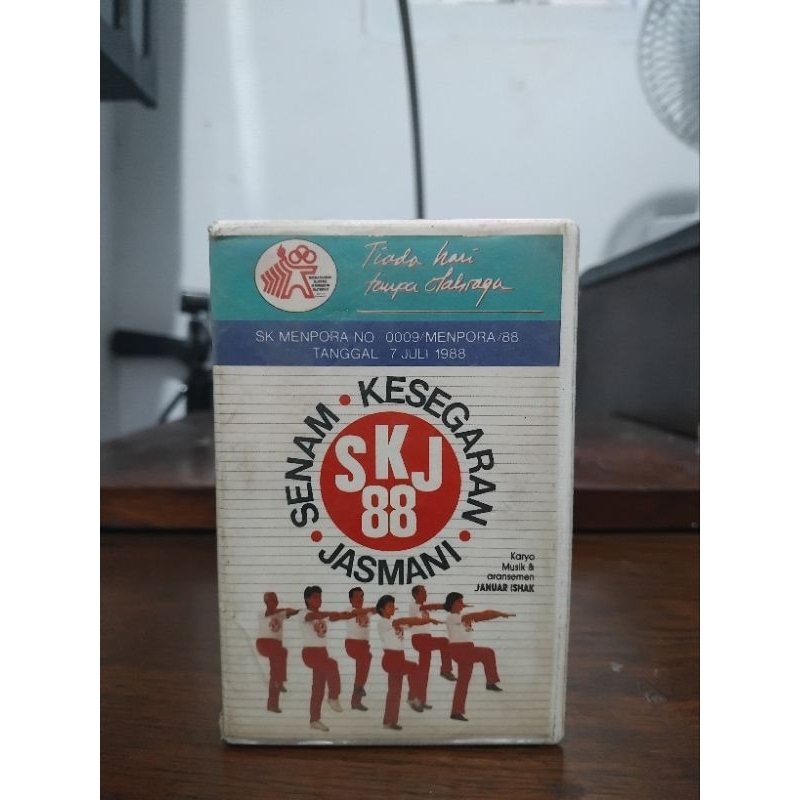 Tiada hari
tanpa Olahraga
SK MENPORA NO 0009/MENPORA/88
TANGGAL 7 JULI 1988
SENAM • KESEGARAN • JASMANI •
SKJ
88
Karya
Musik &
aransemen
JANUAR ISHAK